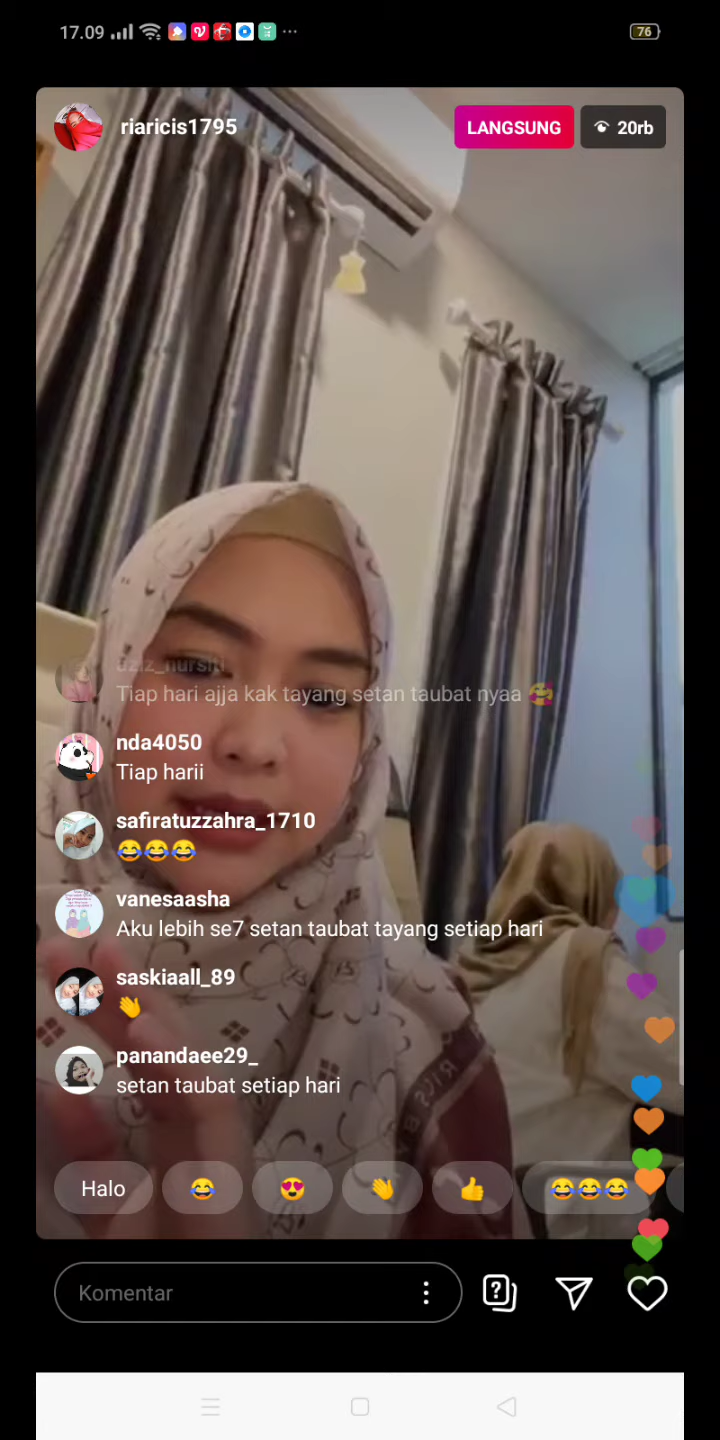 17.09
76
riaricis1795
LANGSUNG
20rb
aziz_nursiti
Tiap hari ajja kak tayang setan taubat nyaa 🥰
nda4050
Tiap harii
safiratuzzahra_1710
😂😂😂
vanesaasha
Aku lebih se7 setan taubat tayang setiap hari
saskiaall_89
👋
panandaee29_
setan taubat setiap hari
Halo 😂 😍 👋 👍 😂😂😂
Komentar